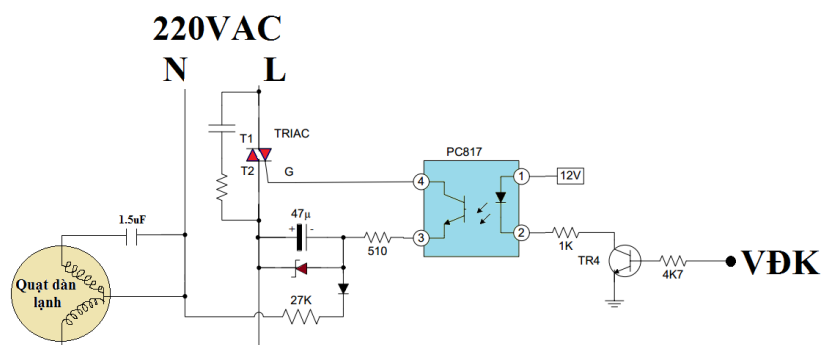 220VAC
N
L
T1
TRIAC
T2
G
PC817
4
1
12V
1.5uF
47µ
+
-
3
510
2
1K
TR4
4K7
VĐK
Quạt dàn
lạnh
27K